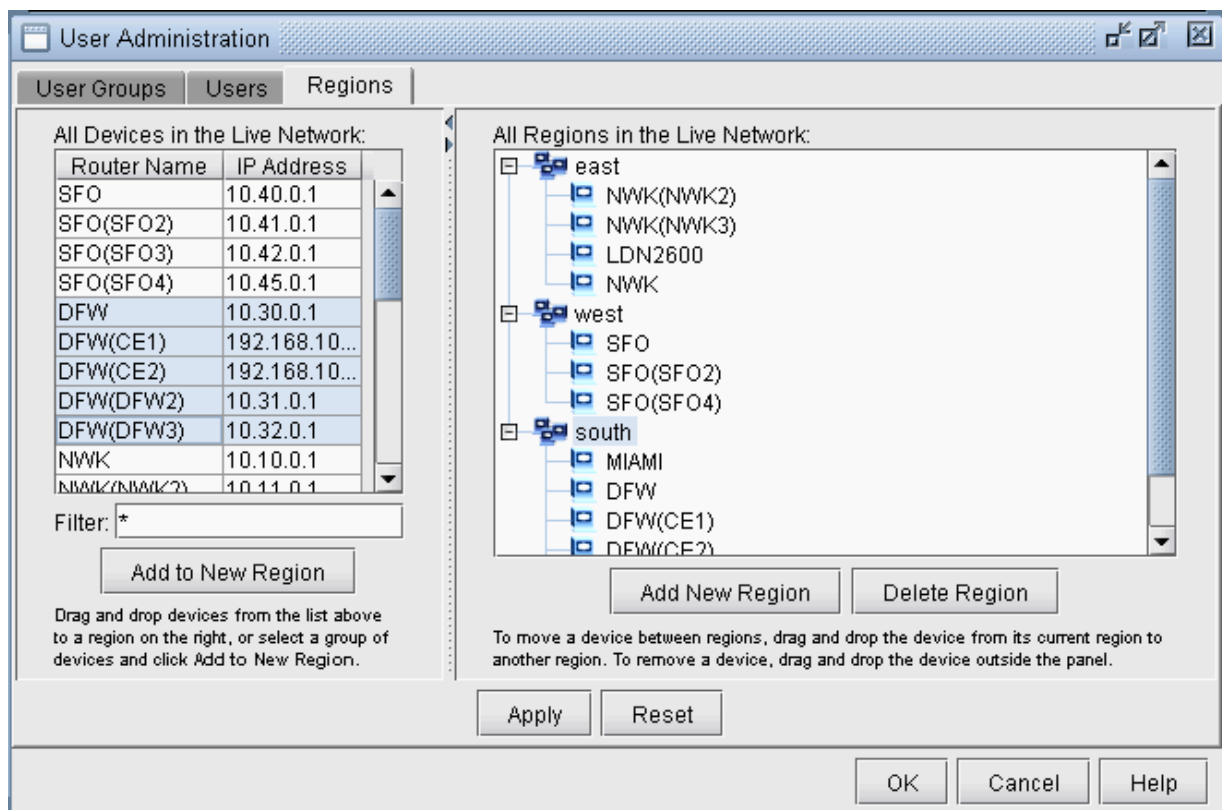 User Administration
User Groups Users Regions
All Devices in the Live Network:
Router Name IP Address
SFO 10.40.0.1
SFO(SFO2) 10.41.0.1
SFO(SFO3) 10.42.0.1
SFO(SFO4) 10.45.0.1
DFW 10.30.0.1
DFW(CE1) 192.168.10...
DFW(CE2) 192.168.10...
DFW(DFW2) 10.31.0.1
DFW(DFW3) 10.32.0.1
NWK 10.10.0.1
NWK(NWK2) 10.11.0.1
Filter: *
Add to New Region
Drag and drop devices from the list above
to a region on the right, or select a group of
devices and click Add to New Region.
All Regions in the Live Network:
east
NWK(NWK2)
NWK(NWK3)
LDN2600
NWK
west
SFO
SFO(SFO2)
SFO(SFO4)
south
MIAMI
DFW
DFW(CE1)
DFW(CE2)
Add New Region Delete Region
To move a device between regions, drag and drop the device from its current region to
another region. To remove a device, drag and drop the device outside the panel.
Apply Reset
OK Cancel Help